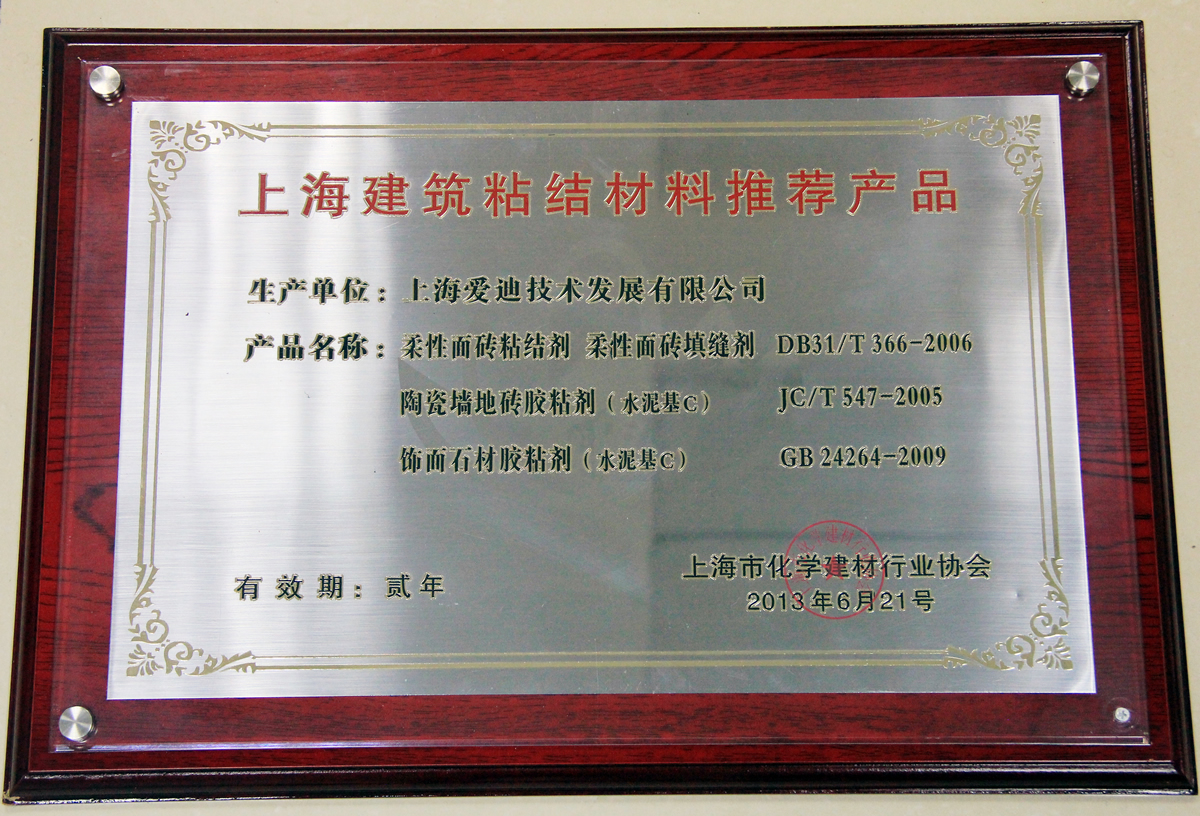 上海建筑粘结材料推荐产品
生产单位：上海爱迪技术发展有限公司
产品名称：柔性面砖粘结剂 柔性面砖填缝剂 DB31/T 366-2006
陶瓷墙地砖胶粘剂（水泥基C） JC/T 547-2005
饰面石材胶粘剂（水泥基C） GB 24264-2009
有效期：贰年
上海市化学建材行业协会
2013年6月21号